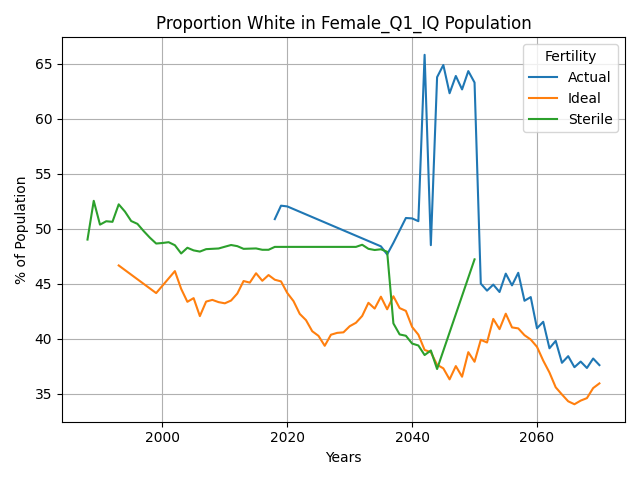 Proportion White in Female_Q1_IQ Population
% of Population
65
60
55
50
45
40
35
Fertility
Actual
Ideal
Sterile
2000
2020
2040
2060
Years